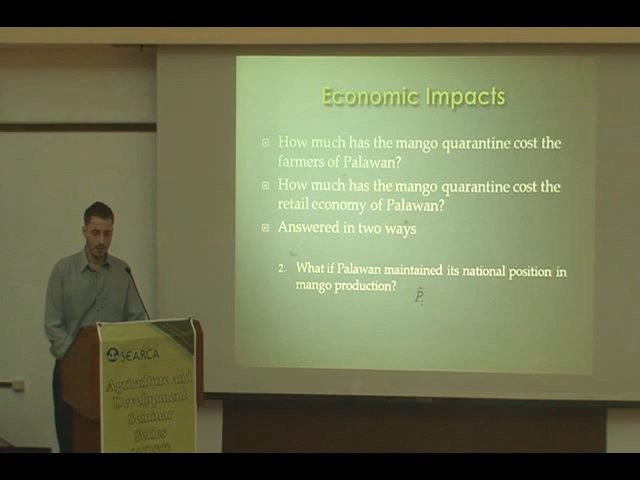 Economic Impacts
How much has the mango quarantine cost the
farmers of Palawan?
How much has the mango quarantine cost the
retail economy of Palawan?
Answered in two ways
2. What if Palawan maintained its national position in
mango production?
SEARCA
Agriculture and
Development
Seminar
Series